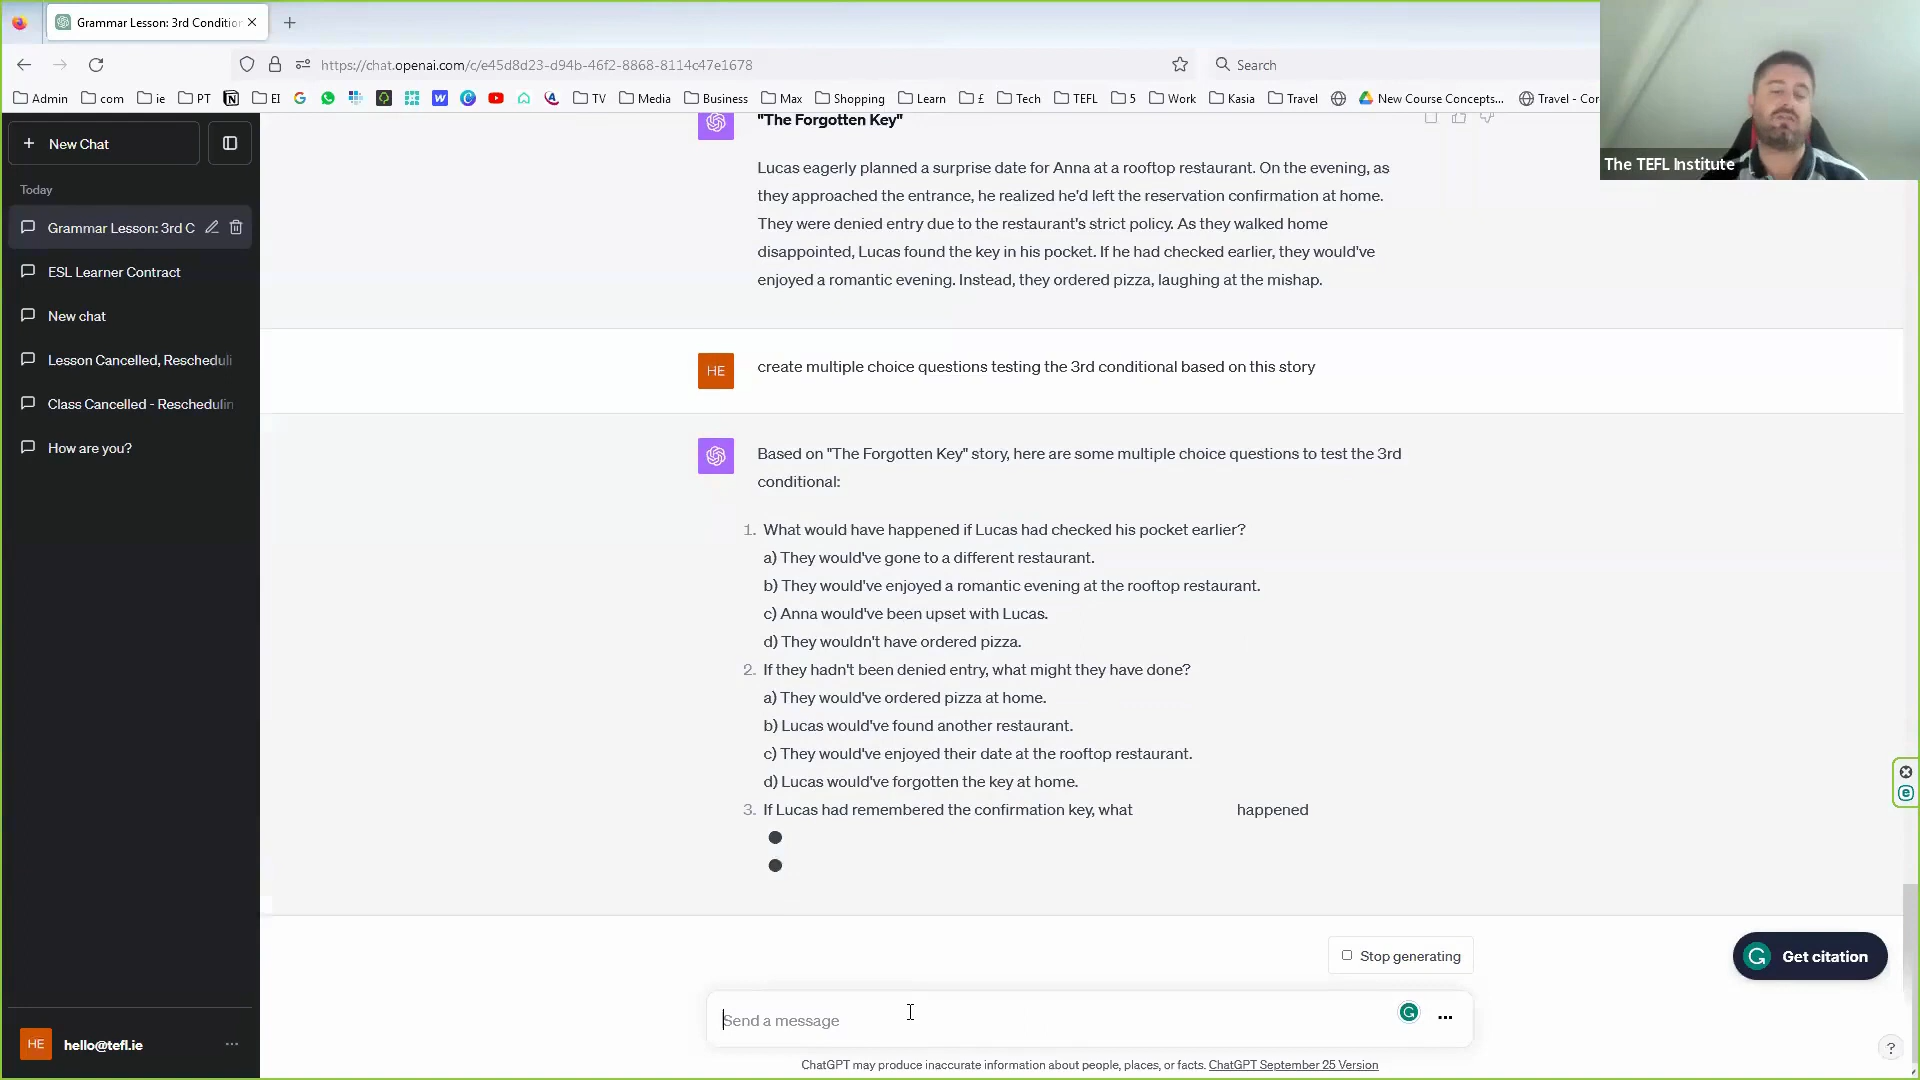 Grammar Lesson: 3rd Condition
https://chat.openai.com/c/e45d8d23-d94b-46f2-8868-8114c47e1678
Search
Admin
com
ie
PT
EI
TV
Media
Business
Max
Shopping
Learn
£
Tech
TEFL
5
Work
Kasia
Travel
New Course Concepts...
Travel - Cor
The TEFL Institute
New Chat
Today
Grammar Lesson: 3rd C
ESL Learner Contract
New chat
Lesson Cancelled, Rescheduli
Class Cancelled - Reschedulin
How are you?
HE
hello@tefl.ie
"The Forgotten Key"
Lucas eagerly planned a surprise date for Anna at a rooftop restaurant. On the evening, as
they approached the entrance, he realized he'd left the reservation confirmation at home.
They were denied entry due to the restaurant's strict policy. As they walked home
disappointed, Lucas found the key in his pocket. If he had checked earlier, they would've
enjoyed a romantic evening. Instead, they ordered pizza, laughing at the mishap.
HE
create multiple choice questions testing the 3rd conditional based on this story
Based on "The Forgotten Key" story, here are some multiple choice questions to test the 3rd
conditional:
1. What would have happened if Lucas had checked his pocket earlier?
a) They would've gone to a different restaurant.
b) They would've enjoyed a romantic evening at the rooftop restaurant.
c) Anna would've been upset with Lucas.
d) They wouldn't have ordered pizza.
2. If they hadn't been denied entry, what might they have done?
a) They would've ordered pizza at home.
b) Lucas would've found another restaurant.
c) They would've enjoyed their date at the rooftop restaurant.
d) Lucas would've forgotten the key at home.
3. If Lucas had remembered the confirmation key, what happened
Stop generating
Get citation
Send a message
ChatGPT may produce inaccurate information about people, places, or facts. ChatGPT September 25 Version
?